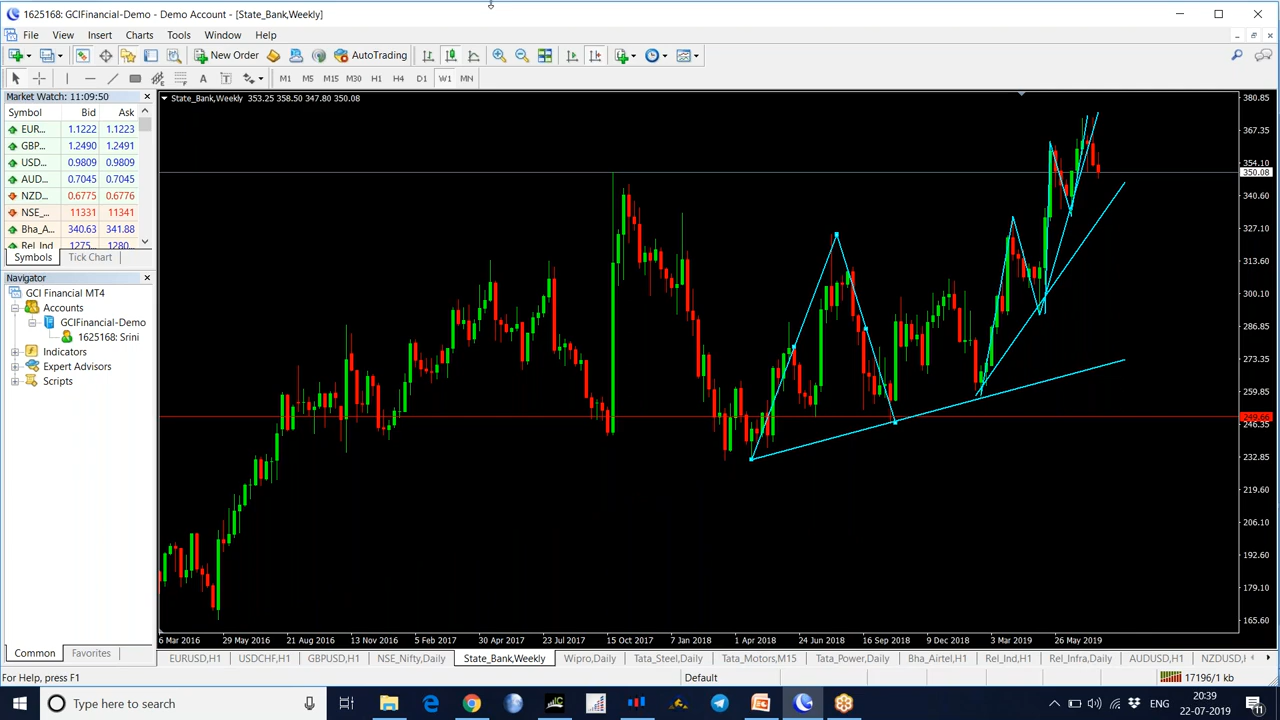 1625168: GCIFinancial-Demo - Demo Account - [State_Bank,Weekly]
File View Insert Charts Tools Window Help
New Order AutoTrading
A T M1 M5 M15 M30 H1 H4 D1 W1 MN
Market Watch: 11:09:50
Symbol Bid Ask
EUR... 1.1222 1.1223
GBP... 1.2490 1.2491
USD... 0.9809 0.9809
AUD... 0.7045 0.7045
NZD... 0.6775 0.6776
NSE_... 11331 11341
Bha_A... 340.63 341.88
Rel_Ind 1275... 1280...
Symbols Tick Chart
Navigator
GCI Financial MT4
Accounts
GCIFinancial-Demo
1625168: Srini
Indicators
Expert Advisors
Scripts
Common Favorites
State_Bank,Weekly 353.25 358.50 347.80 350.08
380.85
367.35
354.10
350.08
340.60
327.10
313.60
300.10
286.85
273.35
259.85
249.66
246.35
232.85
219.60
206.10
192.60
179.10
165.60
6 Mar 2016 29 May 2016 21 Aug 2016 13 Nov 2016 5 Feb 2017 30 Apr 2017 23 Jul 2017 15 Oct 2017 7 Jan 2018 1 Apr 2018 24 Jun 2018 16 Sep 2018 9 Dec 2018 3 Mar 2019 26 May 2019
EURUSD,H1 USDCHF,H1 GBPUSD,H1 NSE_Nifty,Daily State_Bank,Weekly Wipro,Daily Tata_Steel,Daily Tata_Motors,M15 Tata_Power,Daily Bha_Airtel,H1 Rel_Ind,H1 Rel_Infra,Daily AUDUSD,H1 NZDUSD,
For Help, press F1 Default 17196/1 kb
Type here to search
ENG
20:39
22-07-2019
11